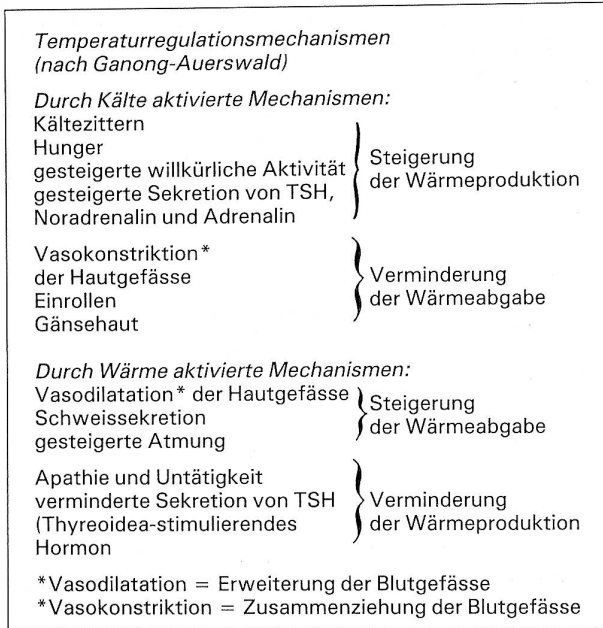 Temperaturregulationsmechanismen
(nach Ganong-Auerswald)
Durch Kälte aktivierte Mechanismen:
Kältezittern
Hunger
gesteigerte willkürliche Aktivität
gesteigerte Sekretion von TSH,
Noradrenalin und Adrenalin
Steigerung
der Wärmeproduktion
Vasokonstriktion*
der Hautgefässe
Einrollen
Gänsehaut
Verminderung
der Wärmeabgabe
Durch Wärme aktivierte Mechanismen:
Vasodilatation* der Hautgefässe
Schweissekretion
gesteigerte Atmung
Steigerung
der Wärmeabgabe
Apathie und Untätigkeit
verminderte Sekretion von TSH
(Thyreoidea-stimulierendes
Hormon
Verminderung
der Wärmeproduktion
*Vasodilatation = Erweiterung der Blutgefässe
*Vasokonstriktion = Zusammenziehung der Blutgefässe